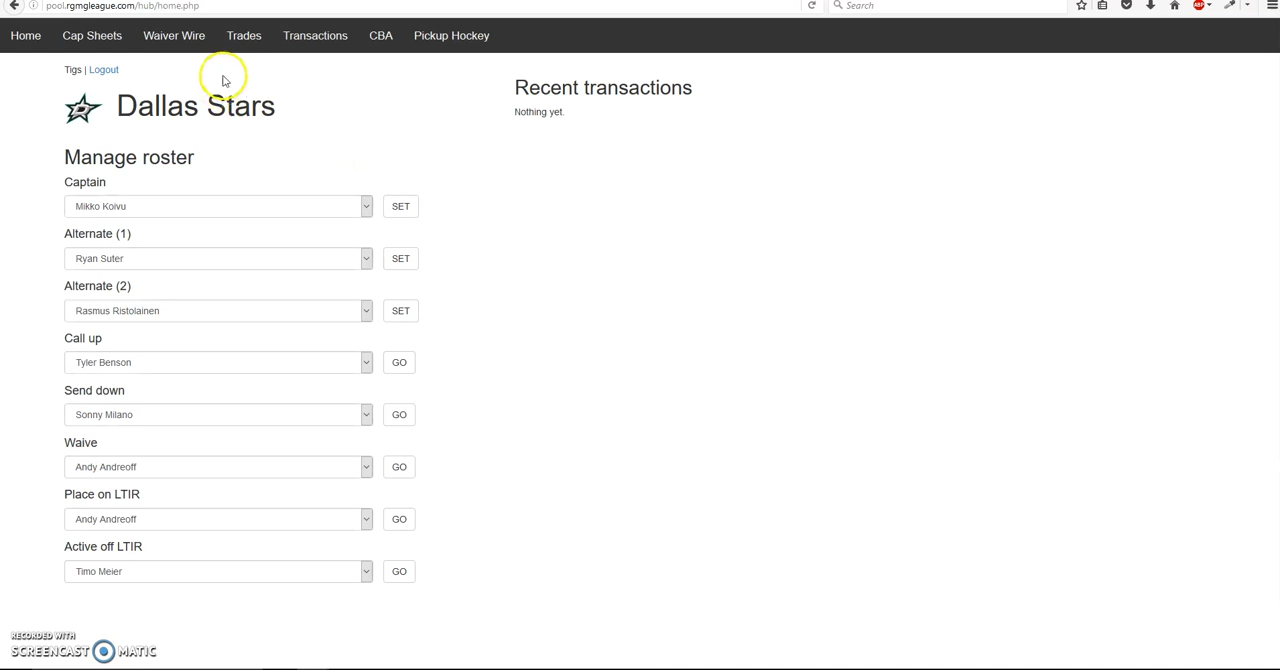 pool.rgmgleague.com/hub/home.php
Search
ABP
Home Cap Sheets Waiver Wire Trades Transactions CBA Pickup Hockey
Tigs | Logout
Dallas Stars
Recent transactions
Nothing yet.
Manage roster
Captain
Mikko Koivu SET
Alternate (1)
Ryan Suter SET
Alternate (2)
Rasmus Ristolainen SET
Call up
Tyler Benson GO
Send down
Sonny Milano GO
Waive
Andy Andreoff GO
Place on LTIR
Andy Andreoff GO
Active off LTIR
Timo Meier GO
RECORDED WITH
SCREENCAST MATIC